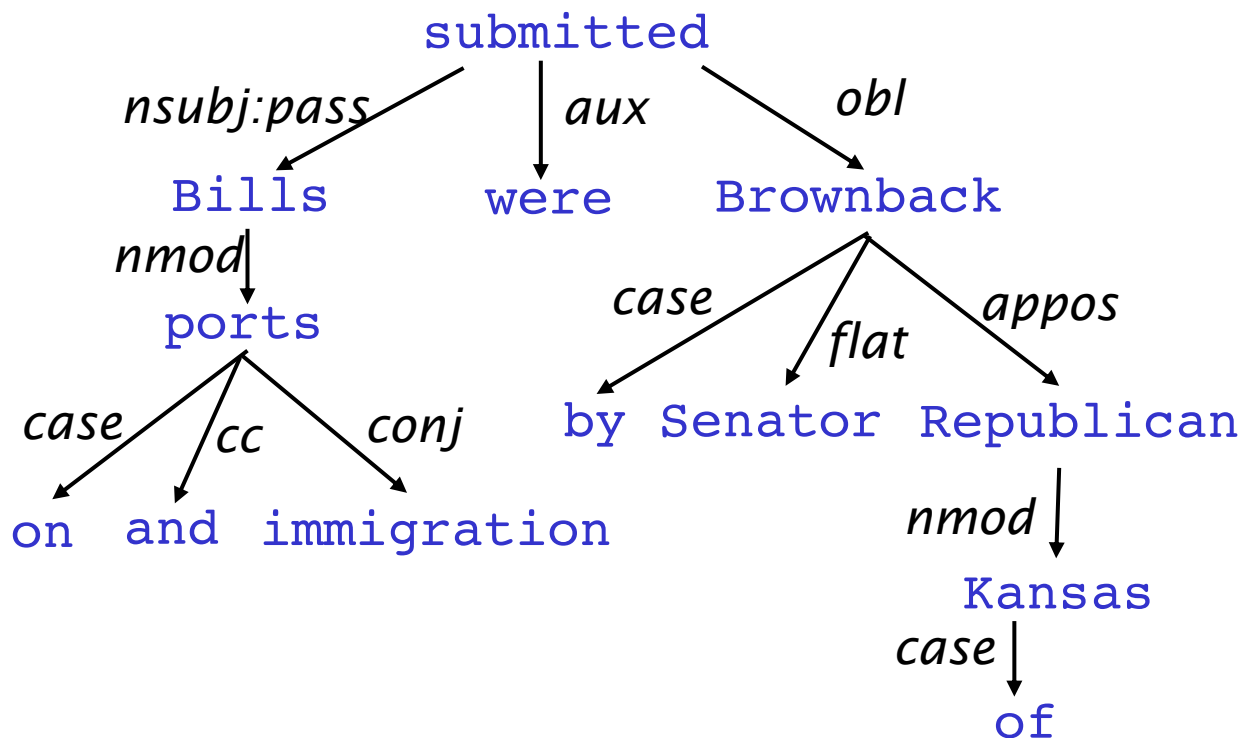 submitted
nsubj:pass aux obl
Bills were Brownback
nmod
case flat appos
ports
case cc conj
by Senator Republican
on and immigration
nmod
Kansas
case
of